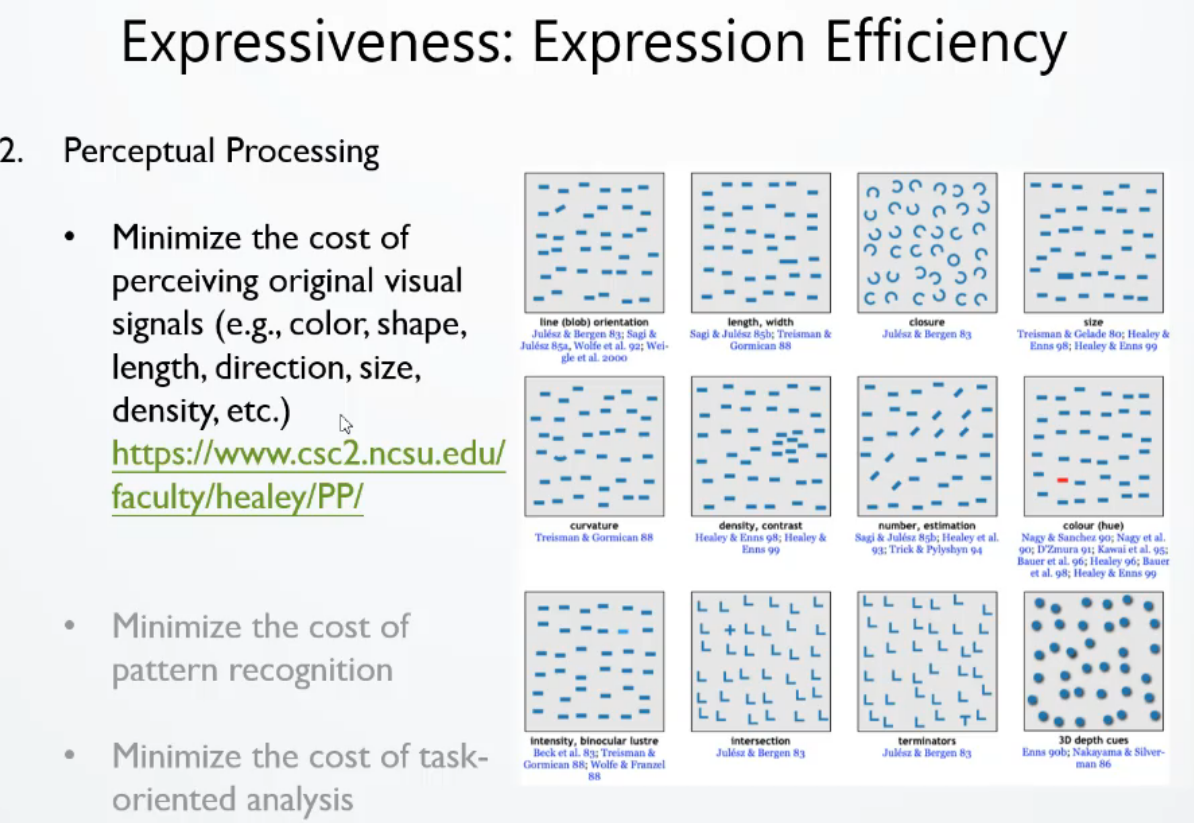 Expressiveness: Expression Efficiency
2. Perceptual Processing
• Minimize the cost of
perceiving original visual
signals (e.g., color, shape,
length, direction, size,
density, etc.)
https://www.csc2.ncsu.edu/
faculty/healey/PP/
• Minimize the cost of
pattern recognition
• Minimize the cost of task-
oriented analysis
line (blob) orientation
Julész & Bergen 83; Sagi &
Julész 85a, Wolfe et al. 92; Wei-
gle et al. 2000
length, width
Sagi & Julész 85b; Treisman &
Gormican 88
closure
Julész & Bergen 83
size
Treisman & Gelade 80; Healey &
Enns 98; Healey & Enns 99
curvature
Treisman & Gormican 88
density, contrast
Healey & Enns 98; Healey &
Enns 99
number, estimation
Sagi & Julész 85b; Healey et al.
93; Trick & Pylyshyn 94
colour (hue)
Nagy & Sanchez 90; Nagy et al.
90; D'Zmura 91; Kawai et al. 95;
Bauer et al. 96; Healey 96; Bauer
et al. 98; Healey & Enns 99
intensity, binocular lustre
Beck et al. 83; Treisman &
Gormican 88; Wolfe & Franzel
88
intersection
Julész & Bergen 83
terminators
Julész & Bergen 83
3D depth cues
Enns 90b; Nakayama & Silver-
man 86